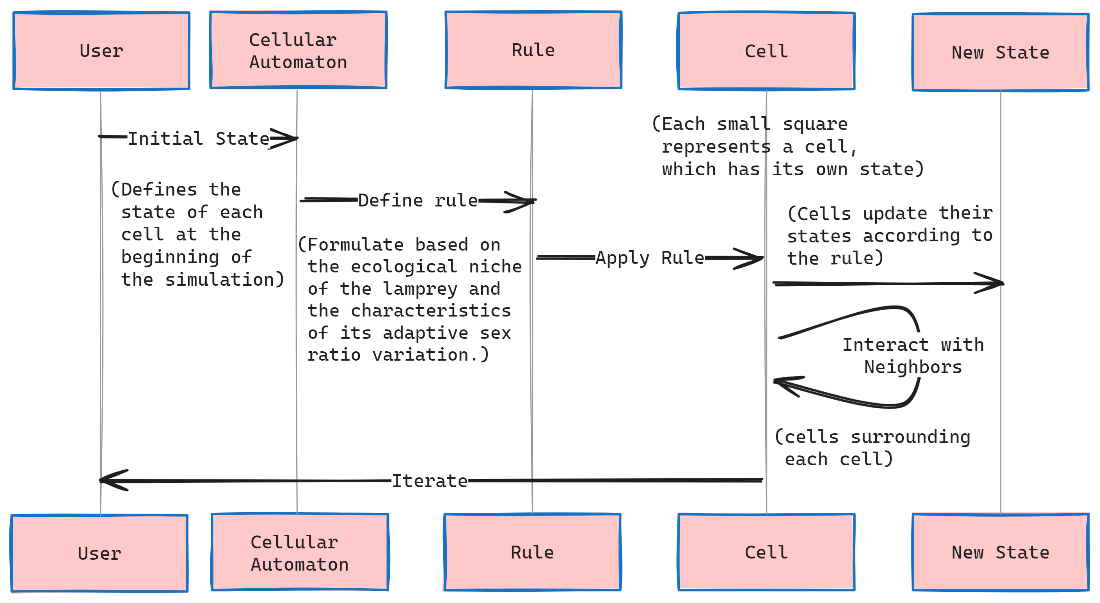 User
Cellular
Automaton
Rule
Cell
New State
(Each small square
represents a cell,
which has its own state)
Initial State
(Defines the
state of each
cell at the
beginning of
the simulation)
Define rule
(Cells update their
states according to
the rule)
(Formulate based on
the ecological niche
of the lamprey and
the characteristics
of its adaptive sex
ratio variation.)
Apply Rule
Interact with
Neighbors
(cells surrounding
each cell)
Iterate
User
Cellular
Automaton
Rule
Cell
New State